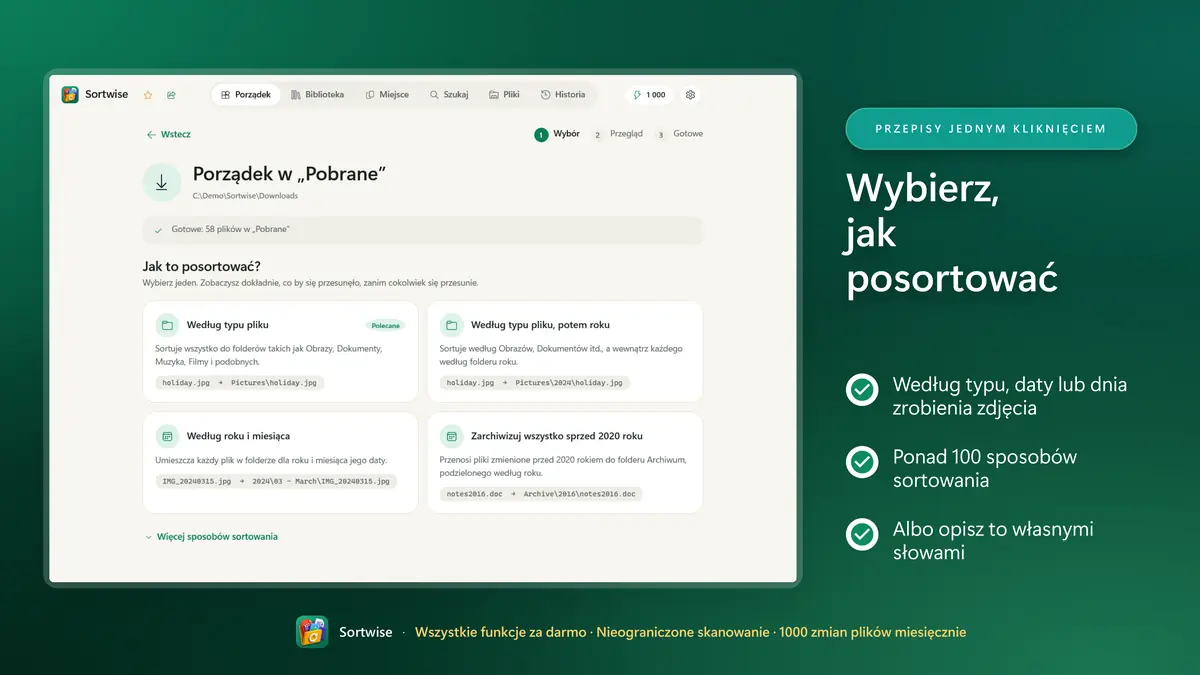 Sortwise
Porządek
Biblioteka
Miejsce
Szukaj
Pliki
Historia
1 000
Wstecz
1 Wybór
2 Przegląd
3 Gotowe
Porządek w „Pobrane”
C:\Demo\Sortwise\Downloads
Gotowe: 58 plików w „Pobrane”
Jak to posortować?
Wybierz jeden. Zobaczysz dokładnie, co by się przesunęło, zanim cokolwiek się przesunie.
Według typu pliku
Polecane
Sortuje wszystko do folderów takich jak Obrazy, Dokumenty,
Muzyka, Filmy i podobnych.
holiday.jpg → Pictures\holiday.jpg
Według typu pliku, potem roku
Sortuje według Obrazów, Dokumentów itd., a wewnątrz każdego
według folderu roku.
holiday.jpg → Pictures\2024\holiday.jpg
Według roku i miesiąca
Umieszcza każdy plik w folderze dla roku i miesiąca jego daty.
IMG_20240315.jpg → 2024\03 - March\IMG_20240315.jpg
Zarchiwizuj wszystko sprzed 2020 roku
Przenosi pliki zmienione przed 2020 rokiem do folderu Archiwum,
podzielonego według roku.
notes2016.doc → Archive\2016\notes2016.doc
Więcej sposobów sortowania
PRZEPISY JEDNYM KLIKNIĘCIEM
Wybierz,
jak
posortować
Według typu, daty lub dnia
zrobienia zdjęcia
Ponad 100 sposobów
sortowania
Albo opisz to własnymi
słowami
Sortwise · Wszystkie funkcje za darmo · Nieograniczone skanowanie · 1000 zmian plików miesięcznie